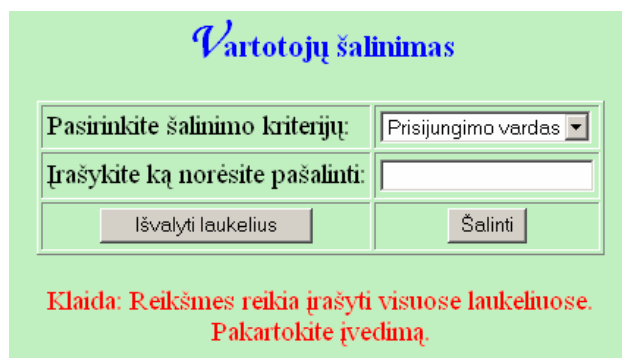 Vartotojų šalinimas
Pasirinkite šalinimo kriterijų: Prisijungimo vardas
Įrašykite ką norėsite pašalinti:
Išvalyti laukelius Šalinti
Klaida: Reikšmes reikia įrašyti visuose laukeliuose.
Pakartokite įvedimą.